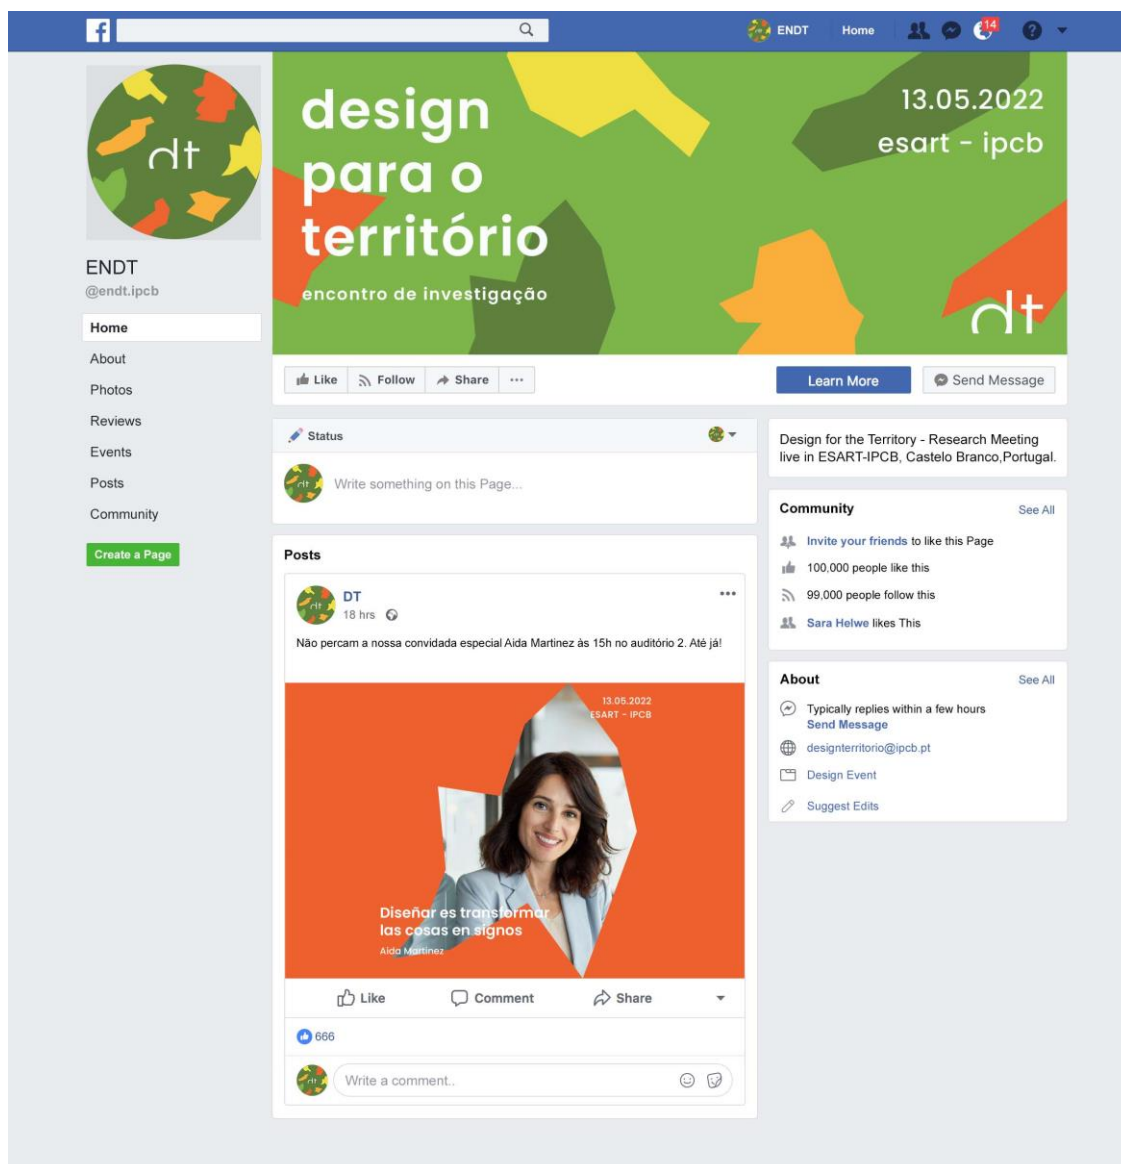 f
ENDT
Home
14
?
dt
design
para o
território
encontro de investigação
13.05.2022
esart - ipcb
dt
ENDT
@endt.ipcb
Home
About
Photos
Reviews
Events
Posts
Community
Create a Page
Like
Follow
Share
...
Learn More
Send Message
Status
dt
Write something on this Page...
Posts
dt
DT
18 hrs
Não percam a nossa convidada especial Aida Martinez às 15h no auditório 2. Até já!
13.05.2022
ESART - IPCB
Diseñar es transformar
las cosas en signos
Aida Martinez
Like
Comment
Share
666
dt
Write a comment..
Design for the Territory - Research Meeting
live in ESART-IPCB, Castelo Branco,Portugal.
Community
See All
Invite your friends to like this Page
100,000 people like this
99,000 people follow this
Sara Helwe likes This
About
See All
Typically replies within a few hours
Send Message
designterritorio@ipcb.pt
Design Event
Suggest Edits